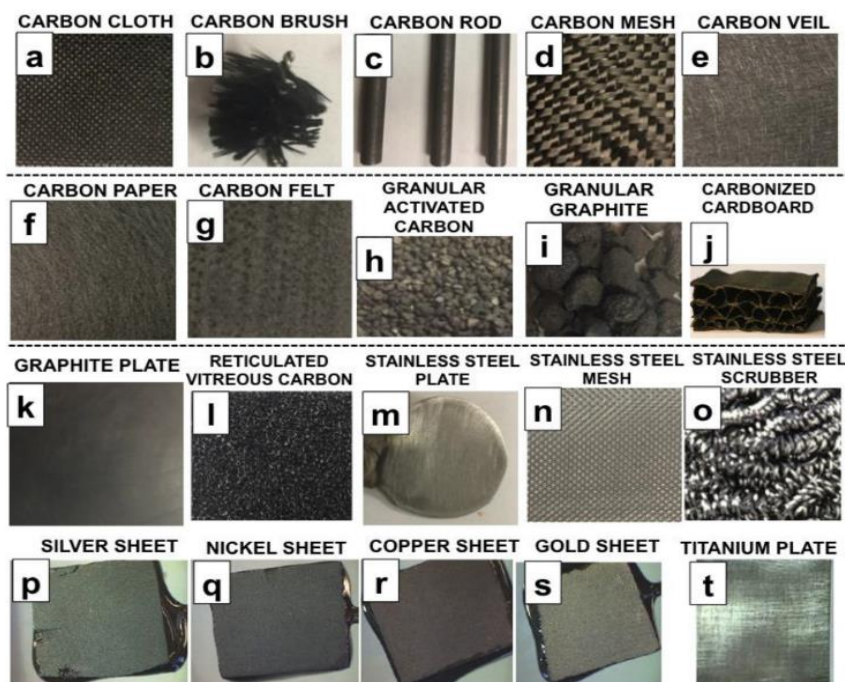 CARBON CLOTH
CARBON BRUSH
CARBON ROD
CARBON MESH
CARBON VEIL
a
b
c
d
e
CARBON PAPER
CARBON FELT
GRANULAR
ACTIVATED
CARBON
GRANULAR
GRAPHITE
CARBONIZED
CARDBOARD
f
g
h
i
j
GRAPHITE PLATE
RETICULATED
VITREOUS CARBON
STAINLESS STEEL
PLATE
STAINLESS STEEL
MESH
STAINLESS STEEL
SCRUBBER
k
l
m
n
o
SILVER SHEET
NICKEL SHEET
COPPER SHEET
GOLD SHEET
TITANIUM PLATE
p
q
r
s
t